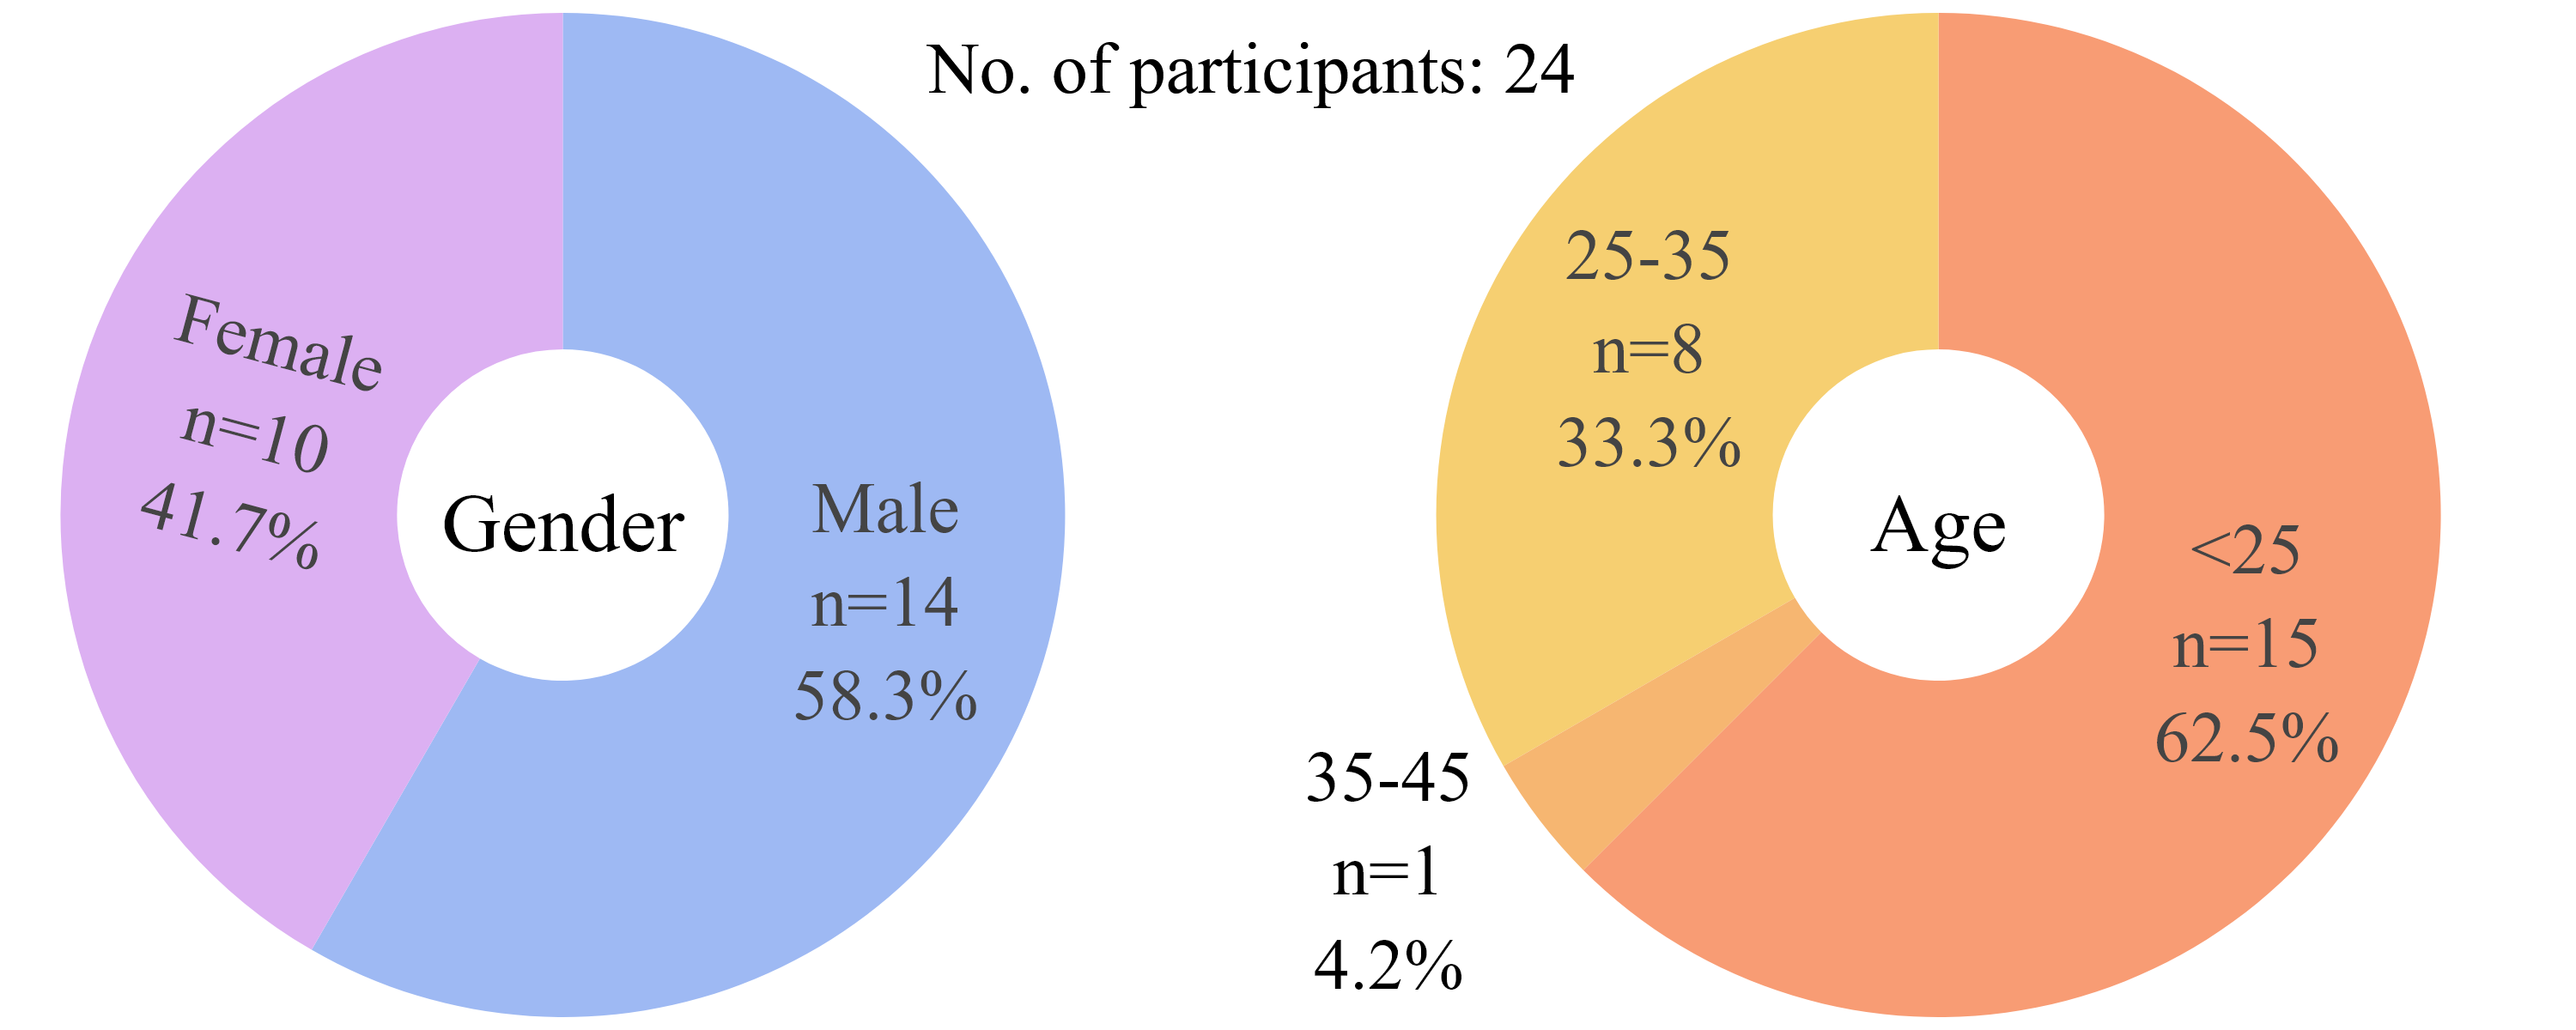 No. of participants: 24
Female
n=10
41.7%
Gender
Male
n=14
58.3%
25-35
n=8
33.3%
Age
<25
n=15
62.5%
35-45
n=1
4.2%